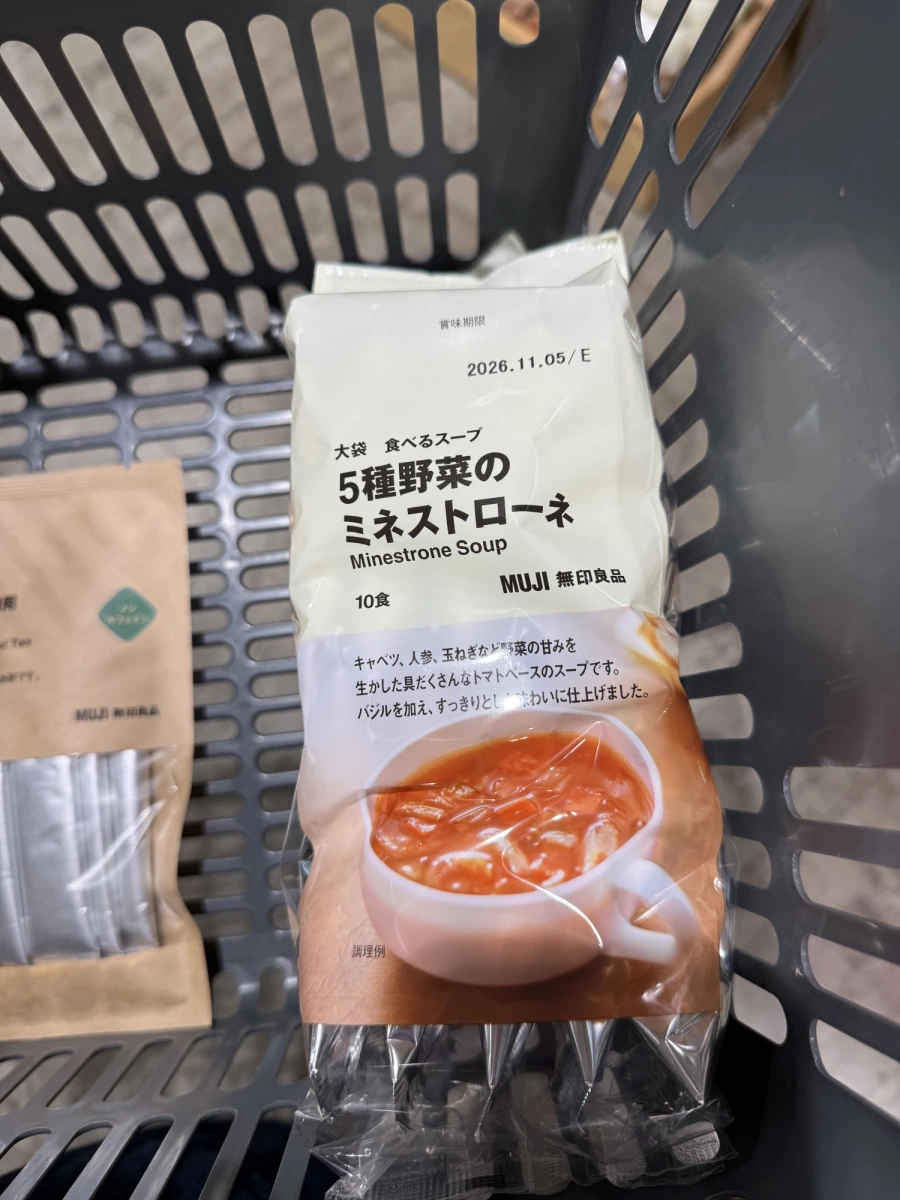 賞味期限
2026.11.05/E
大袋 食べるスープ
5種野菜の
ミネストローネ
Minestrone Soup
MUJI 無印良品
10食
キャベツ、人参、玉ねぎなど野菜の甘みを
生かした具だくさんなトマトベースのスープです。
バジルを加え、すっきりとした味わいに仕上げました。
調理例
用
ノン
カフェイン
Tea
です。
MUJI 無印良品